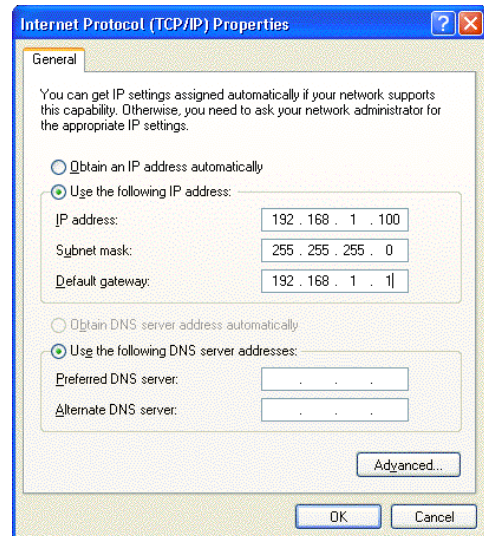 Internet Protocol (TCP/IP) Properties
General
You can get IP settings assigned automatically if your network supports
this capability. Otherwise, you need to ask your network administrator for
the appropriate IP settings.
Obtain an IP address automatically
Use the following IP address:
IP address: 192 . 168 . 1 . 100
Subnet mask: 255 . 255 . 255 . 0
Default gateway: 192 . 168 . 1 . 1
Obtain DNS server address automatically
Use the following DNS server addresses:
Preferred DNS server: . . .
Alternate DNS server: . . .
Advanced...
OK Cancel